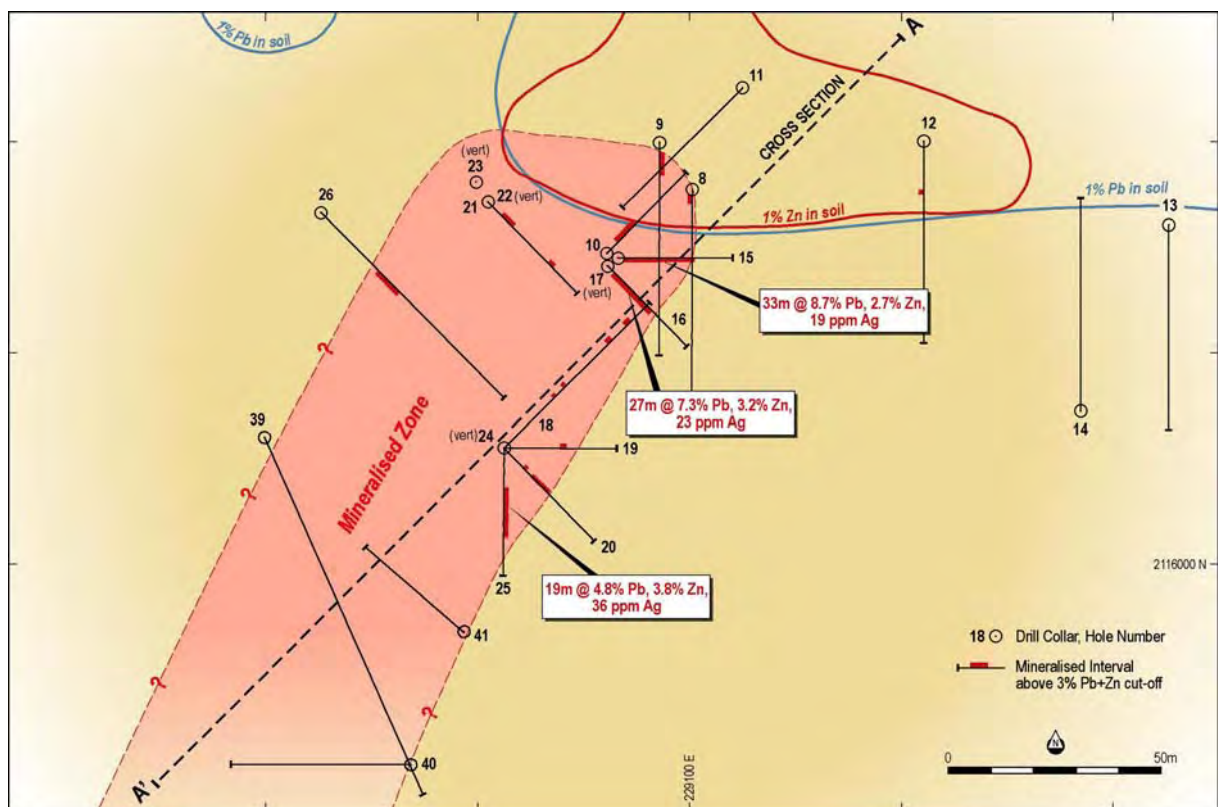 1% Pb in soil
A
11
CROSS SECTION
9
12
(vert)
23
8
26
22 (vert)
21
1% Zn in soil
1% Pb in soil
13
10
15
17
(vert)
33m @ 8.7% Pb, 2.7% Zn,
19 ppm Ag
16
?
27m @ 7.3% Pb, 3.2% Zn,
23 ppm Ag
39
Mineralised Zone
18
14
(vert) 24
19
?
20
2116000 N
25
19m @ 4.8% Pb, 3.8% Zn,
36 ppm Ag
41
18 Drill Collar, Hole Number
Mineralised Interval
above 3% Pb+Zn cut-off
?
?
N
0 50m
229100 E
40
A'